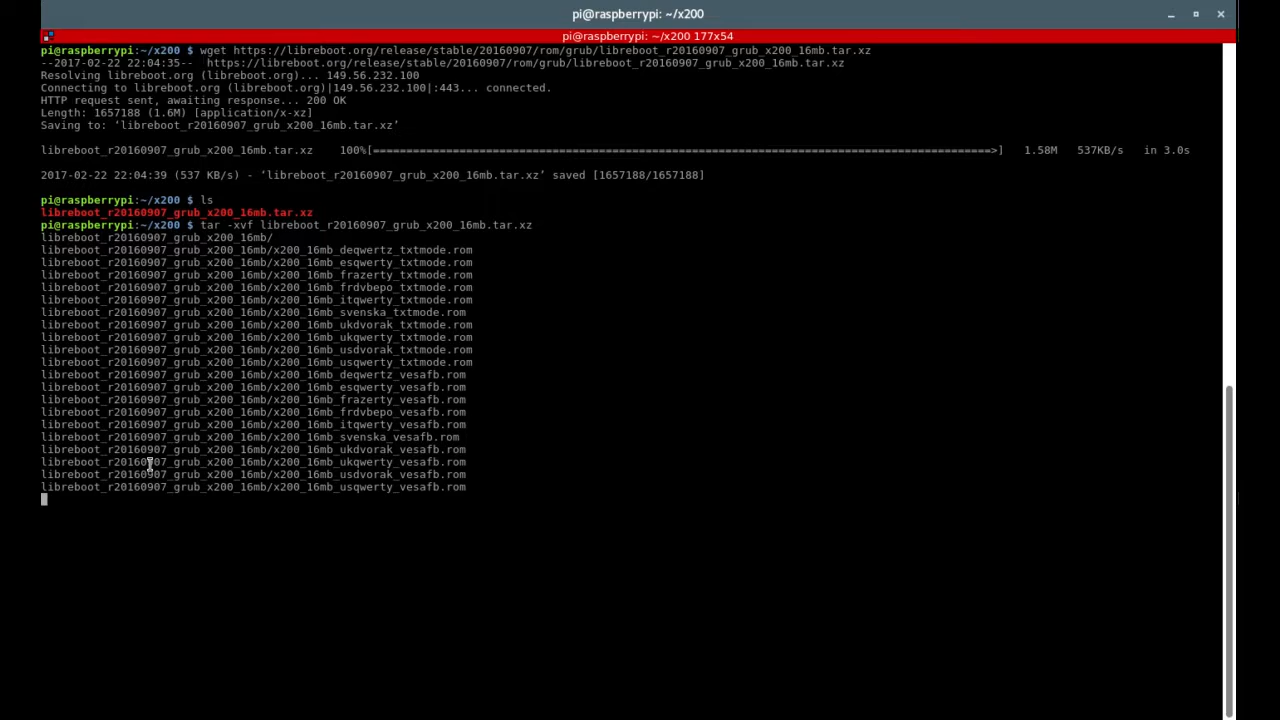 pi@raspberrypi: ~/x200
pi@raspberrypi: ~/x200 177x54
pi@raspberrypi:~/x200 $ wget https://libreboot.org/release/stable/20160907/rom/grub/libreboot_r20160907_grub_x200_16mb.tar.xz
--2017-02-22 22:04:35--  https://libreboot.org/release/stable/20160907/rom/grub/libreboot_r20160907_grub_x200_16mb.tar.xz
Resolving libreboot.org (libreboot.org)... 149.56.232.100
Connecting to libreboot.org (libreboot.org)|149.56.232.100|:443... connected.
HTTP request sent, awaiting response... 200 OK
Length: 1657188 (1.6M) [application/x-xz]
Saving to: ‘libreboot_r20160907_grub_x200_16mb.tar.xz’
libreboot_r20160907_grub_x200_16mb.tar.xz    100%[=============================================================================================>]   1.58M   537KB/s   in 3.0s
2017-02-22 22:04:39 (537 KB/s) - ‘libreboot_r20160907_grub_x200_16mb.tar.xz’ saved [1657188/1657188]
pi@raspberrypi:~/x200 $ ls
libreboot_r20160907_grub_x200_16mb.tar.xz
pi@raspberrypi:~/x200 $ tar -xvf libreboot_r20160907_grub_x200_16mb.tar.xz
libreboot_r20160907_grub_x200_16mb/
libreboot_r20160907_grub_x200_16mb/x200_16mb_deqwertz_txtmode.rom
libreboot_r20160907_grub_x200_16mb/x200_16mb_esqwerty_txtmode.rom
libreboot_r20160907_grub_x200_16mb/x200_16mb_frazerty_txtmode.rom
libreboot_r20160907_grub_x200_16mb/x200_16mb_frdvbepo_txtmode.rom
libreboot_r20160907_grub_x200_16mb/x200_16mb_itqwerty_txtmode.rom
libreboot_r20160907_grub_x200_16mb/x200_16mb_svenska_txtmode.rom
libreboot_r20160907_grub_x200_16mb/x200_16mb_ukdvorak_txtmode.rom
libreboot_r20160907_grub_x200_16mb/x200_16mb_ukqwerty_txtmode.rom
libreboot_r20160907_grub_x200_16mb/x200_16mb_usdvorak_txtmode.rom
libreboot_r20160907_grub_x200_16mb/x200_16mb_usqwerty_txtmode.rom
libreboot_r20160907_grub_x200_16mb/x200_16mb_deqwertz_vesafb.rom
libreboot_r20160907_grub_x200_16mb/x200_16mb_esqwerty_vesafb.rom
libreboot_r20160907_grub_x200_16mb/x200_16mb_frazerty_vesafb.rom
libreboot_r20160907_grub_x200_16mb/x200_16mb_frdvbepo_vesafb.rom
libreboot_r20160907_grub_x200_16mb/x200_16mb_itqwerty_vesafb.rom
libreboot_r20160907_grub_x200_16mb/x200_16mb_svenska_vesafb.rom
libreboot_r20160907_grub_x200_16mb/x200_16mb_ukdvorak_vesafb.rom
libreboot_r20160907_grub_x200_16mb/x200_16mb_ukqwerty_vesafb.rom
libreboot_r20160907_grub_x200_16mb/x200_16mb_usdvorak_vesafb.rom
libreboot_r20160907_grub_x200_16mb/x200_16mb_usqwerty_vesafb.rom